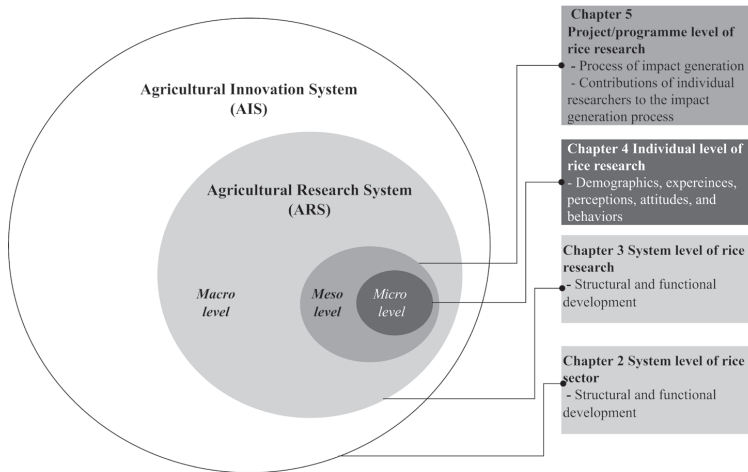 Agricultural Innovation System
(AIS)
Agricultural Research System
(ARS)
Macro
level
Meso
level
Micro
level
Chapter 5
Project/programme level of
rice research
- Process of impact generation
- Contributions of individual
researchers to the impact
generation process
Chapter 4 Individual level of
rice research
- Demographics, expereinces,
perceptions, attitudes, and
behaviors
Chapter 3 System level of rice
research
- Structural and functional
development
Chapter 2 System level of rice
sector
- Structural and functional
development